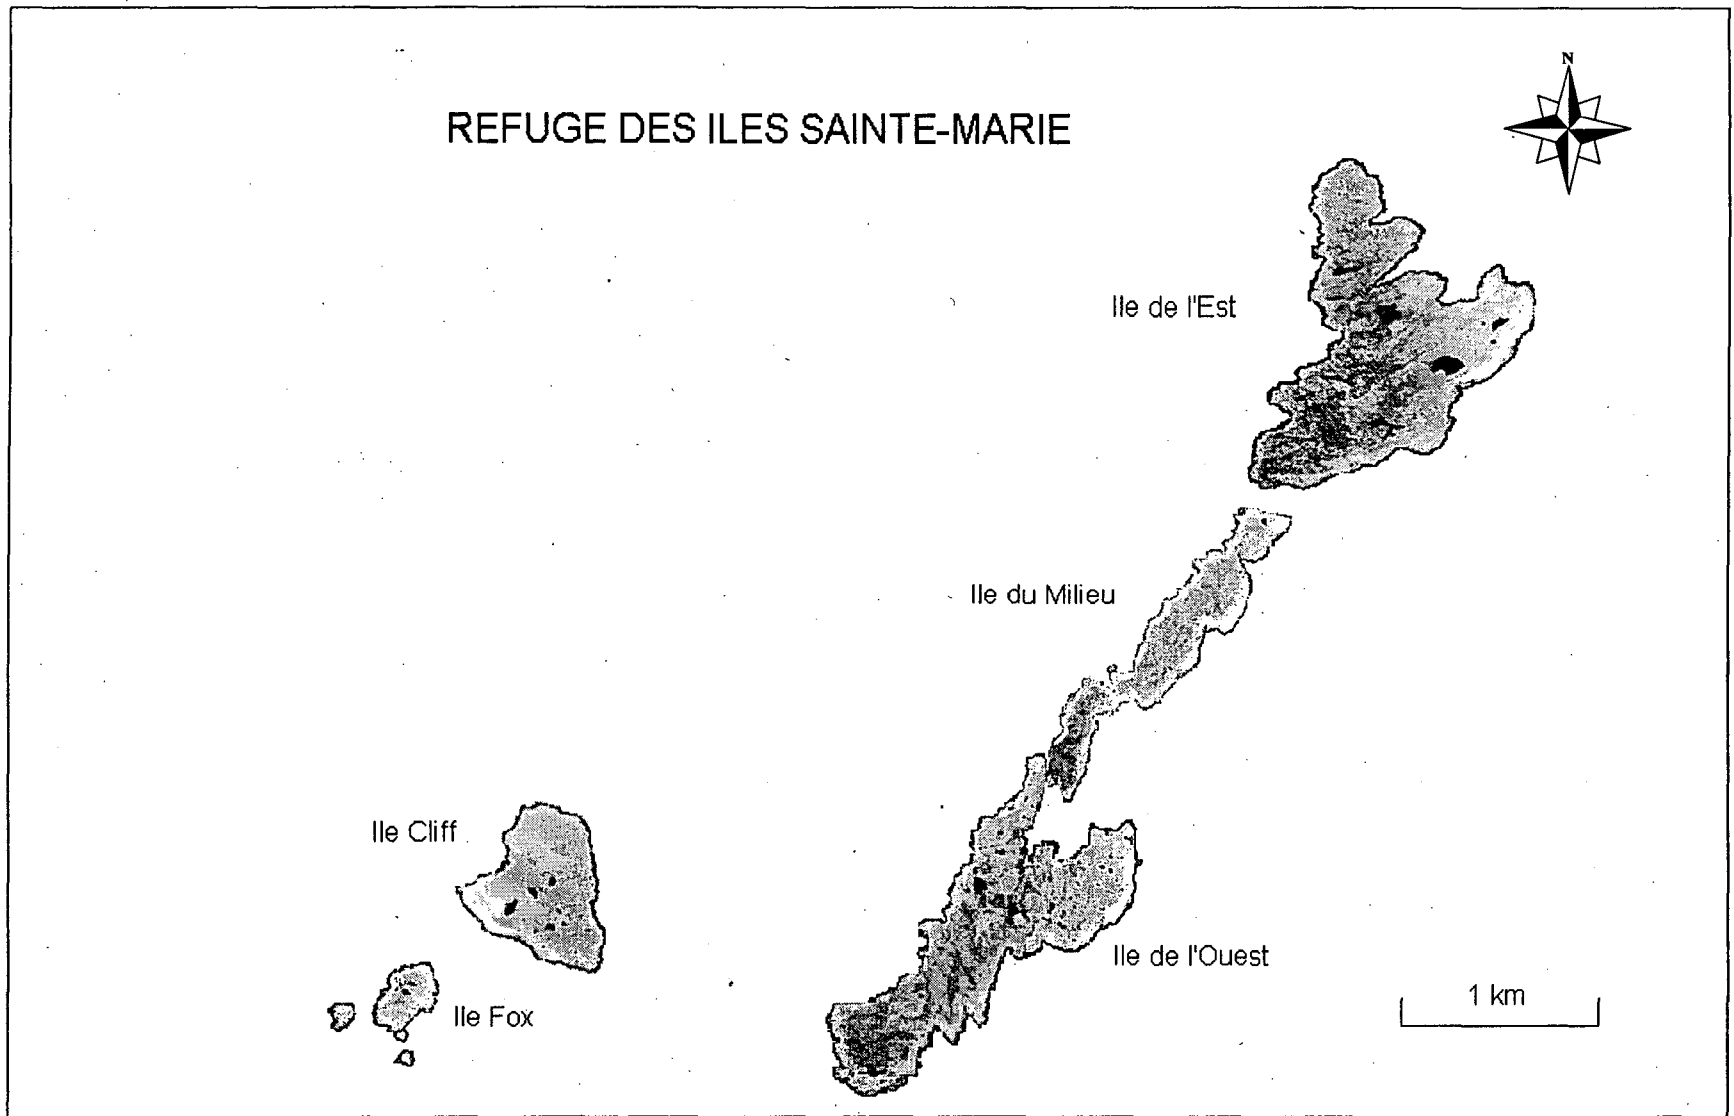 N
REFUGE DES ILES SAINTE-MARIE
Ile de l'Est
Ile du Milieu
Ile Cliff
Ile de l'Ouest
Ile Fox
1 km